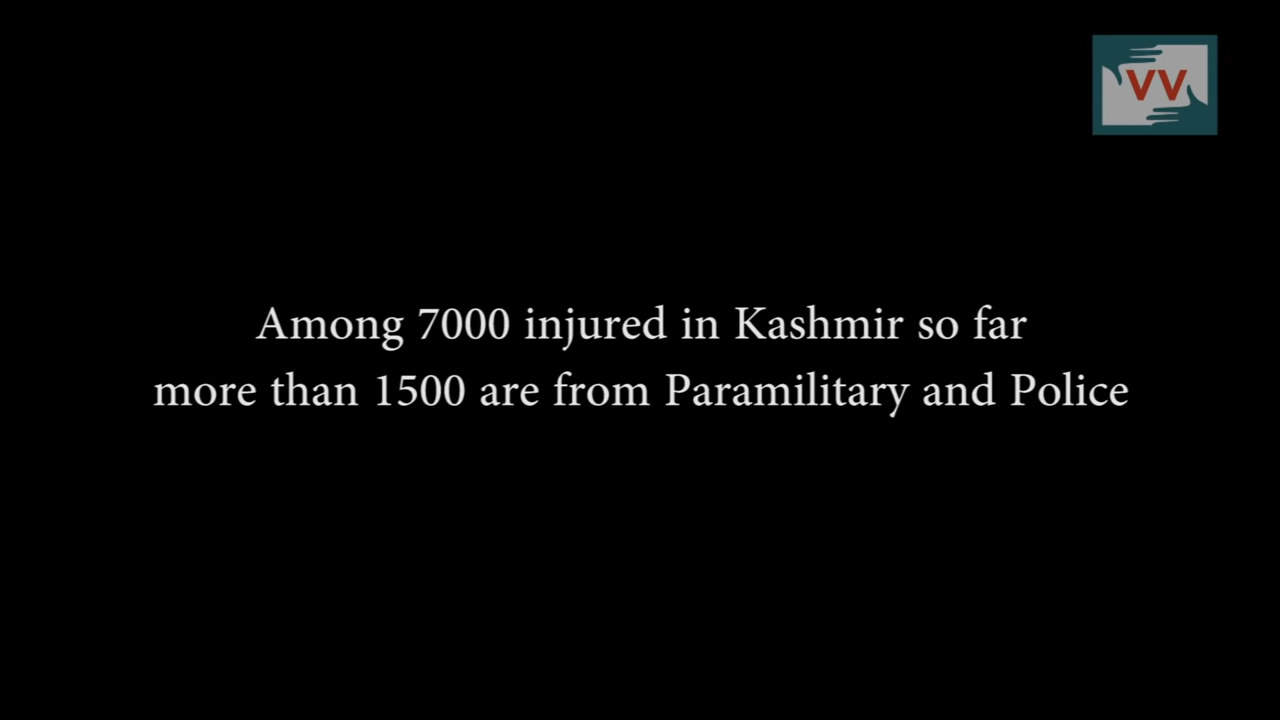 VV
Among 7000 injured in Kashmir so far
more than 1500 are from Paramilitary and Police